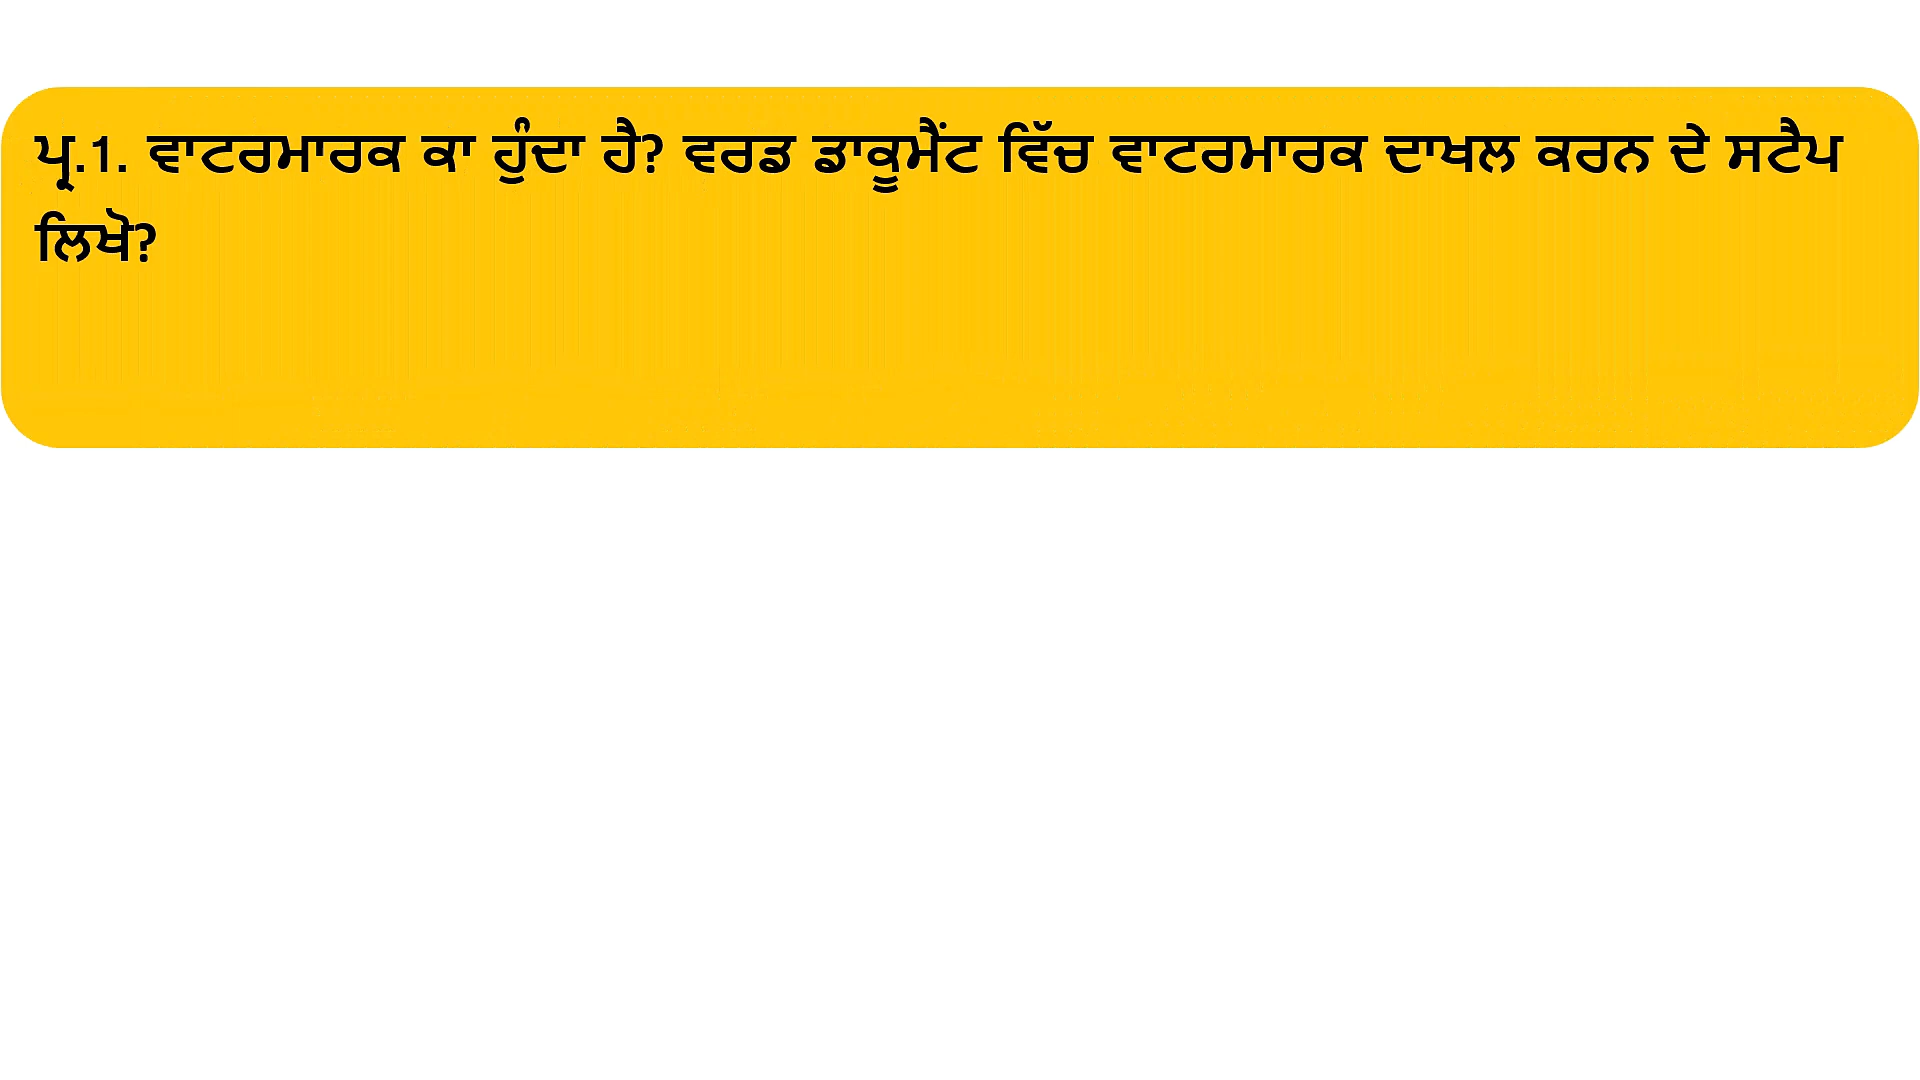 ਪ੍ਰ.1. ਵਾਟਰਮਾਰਕ ਕਾ ਹੁੰਦਾ ਹੈ? ਵਰਡ ਡਾਕੂਮੈਂਟ ਵਿੱਚ ਵਾਟਰਮਾਰਕ ਦਾਖਲ ਕਰਨ ਦੇ ਸਟੈਪ
ਲਿਖੋ?